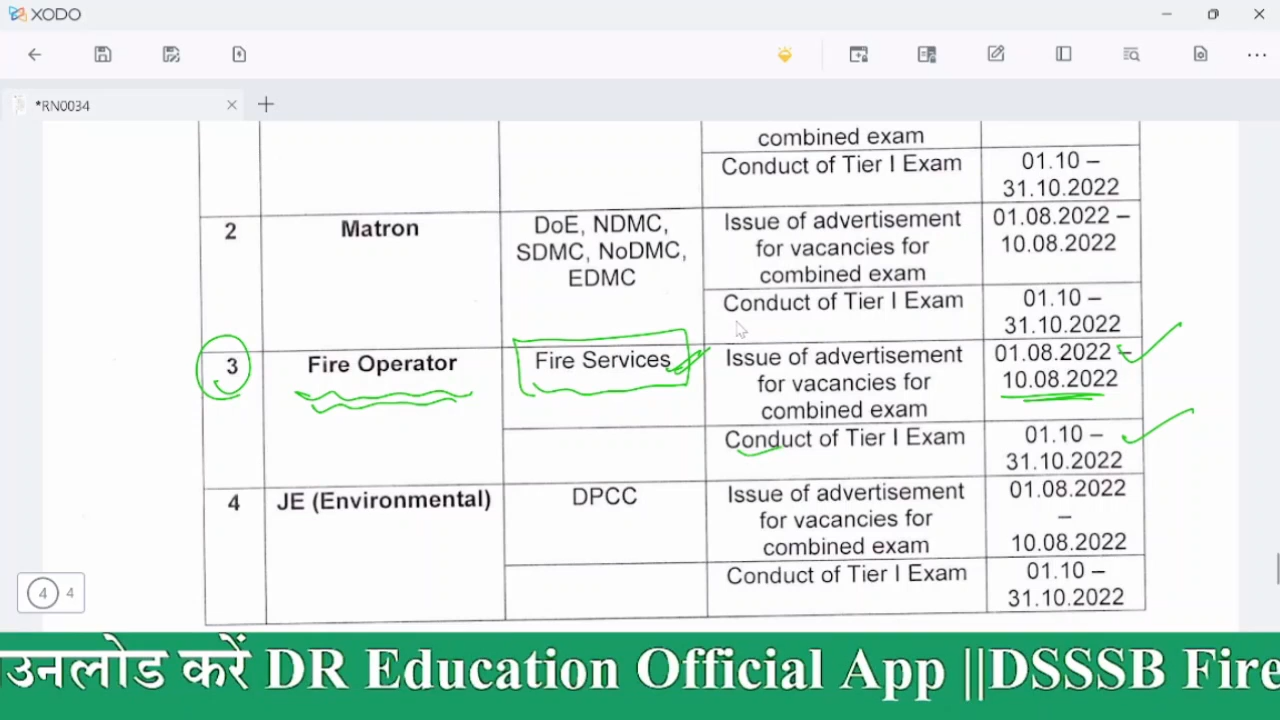 XODO
*RN0034
combined exam
Conduct of Tier I Exam
01.10 –
31.10.2022
2
Matron
DoE, NDMC,
SDMC, NoDMC,
EDMC
Issue of advertisement
for vacancies for
combined exam
01.08.2022 –
10.08.2022
Conduct of Tier I Exam
01.10 –
31.10.2022
3
Fire Operator
Fire Services
Issue of advertisement
for vacancies for
combined exam
01.08.2022 –
10.08.2022
Conduct of Tier I Exam
01.10 –
31.10.2022
4
JE (Environmental)
DPCC
Issue of advertisement
for vacancies for
combined exam
01.08.2022
–
10.08.2022
Conduct of Tier I Exam
01.10 –
31.10.2022
4 4
उनलोड करें DR Education Official App ||DSSSB Fire